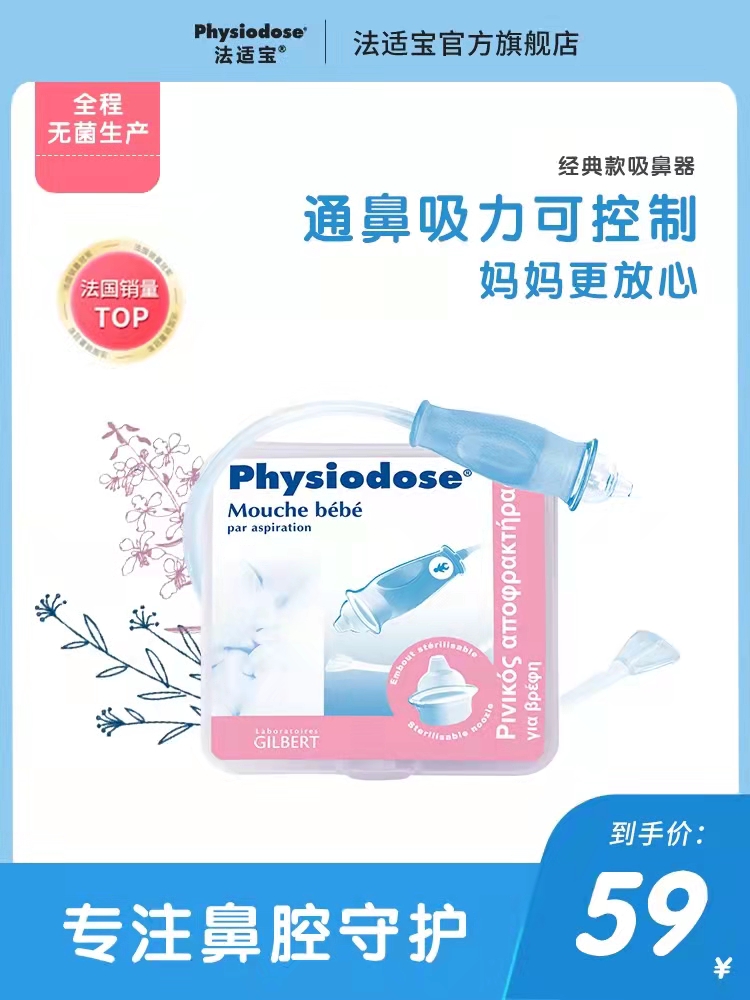 Physiodose®
法适宝®
法适宝官方旗舰店
全程
无菌生产
经典款吸鼻器
通鼻吸力可控制
妈妈更放心
法国销量
TOP
Physiodose®
Mouche bébé
par aspiration
Embout stérilisable
Sterilisable noozle
Ρινικός αποφρακτήρα
για βρέφη
Laboratoires
GILBERT
到手价:
59
¥
专注鼻腔守护